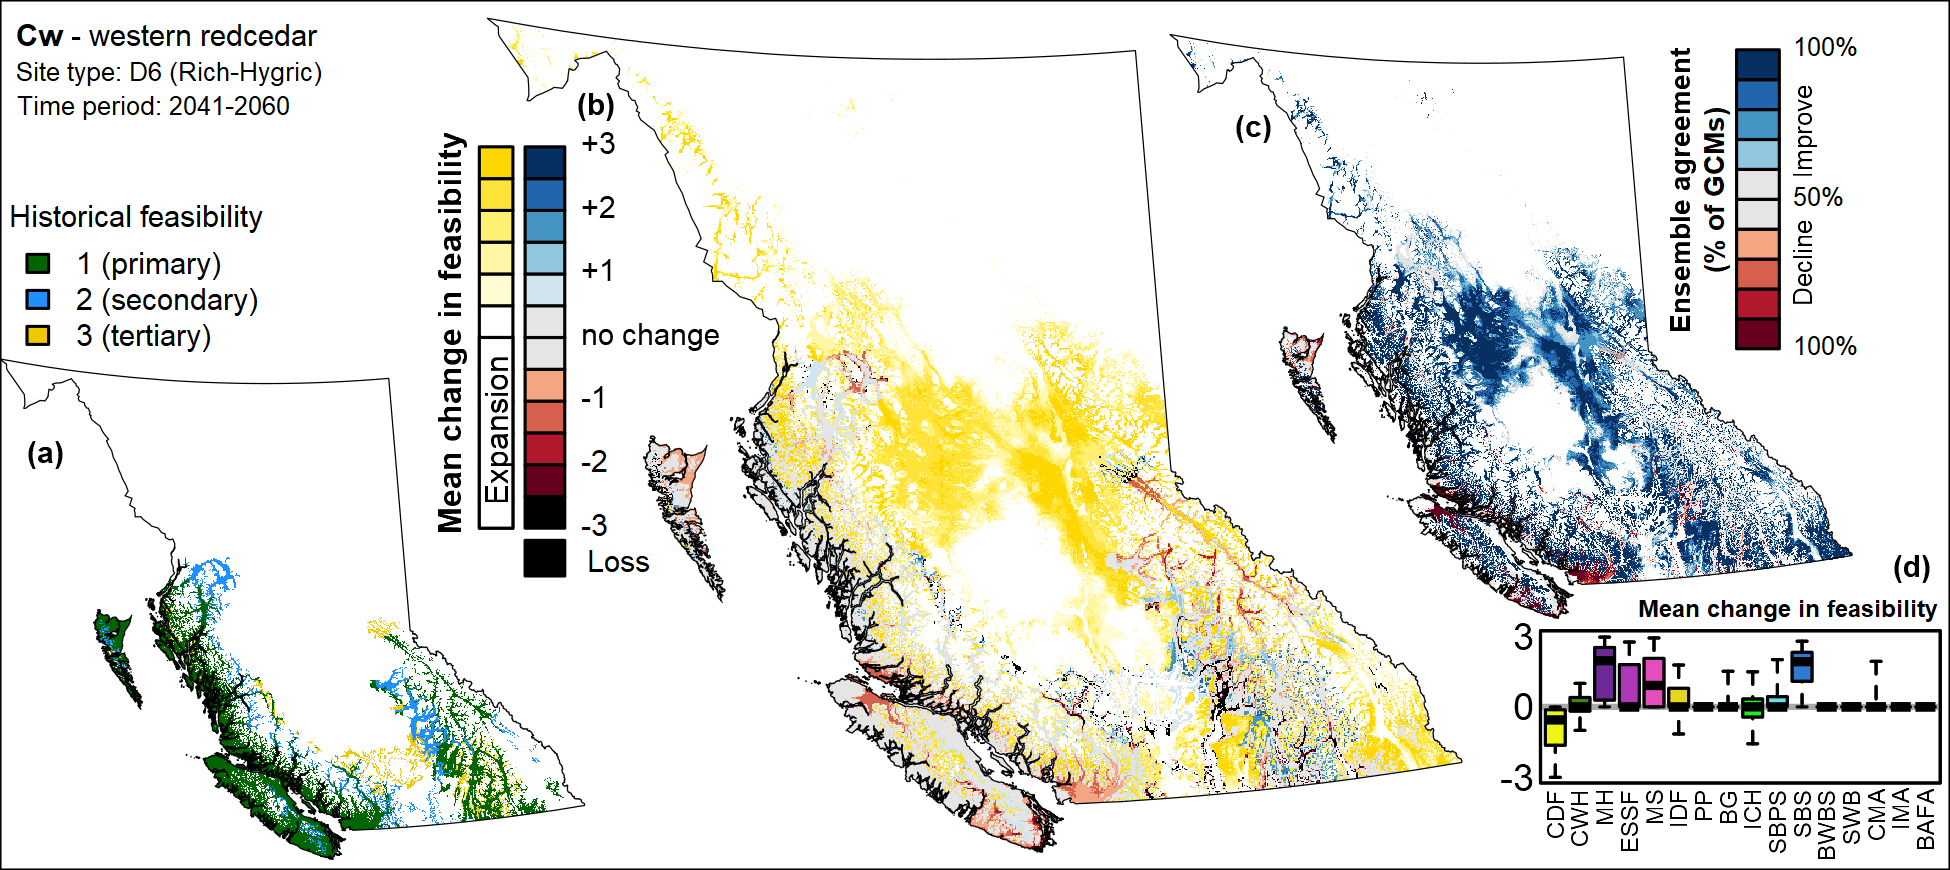 Cw - western redcedar
Site type: D6 (Rich-Hygric)
Time period: 2041-2060
Historical feasibility
1 (primary)
2 (secondary)
3 (tertiary)
(a)
(b)
Mean change in feasibility
Expansion
+3
+2
+1
no change
-1
-2
-3
Loss
(c)
Ensemble agreement
(% of GCMs)
100%
Improve
50%
Decline
100%
(d)
Mean change in feasibility
3
0
-3
CDF
CWH
MH
ESSF
MS
IDF
PP
BG
ICH
SBPS
SBS
BWBS
SWB
CMA
IMA
BAFA